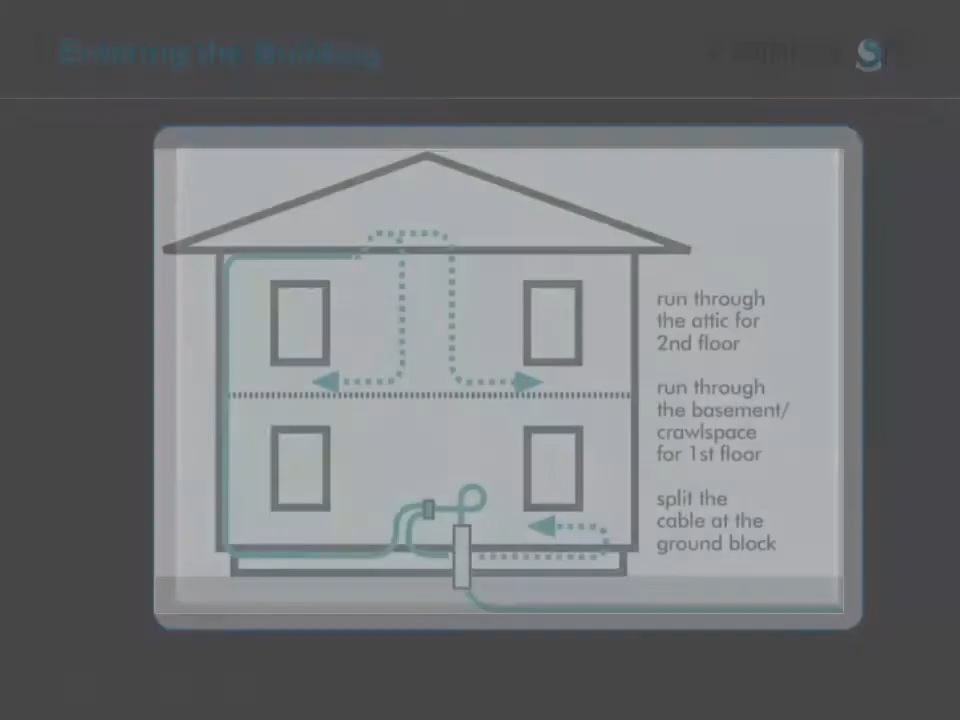 Entering the Building
run through
the attic for
2nd floor
run through
the basement/
crawlspace
for 1st floor
split the
cable at the
ground block